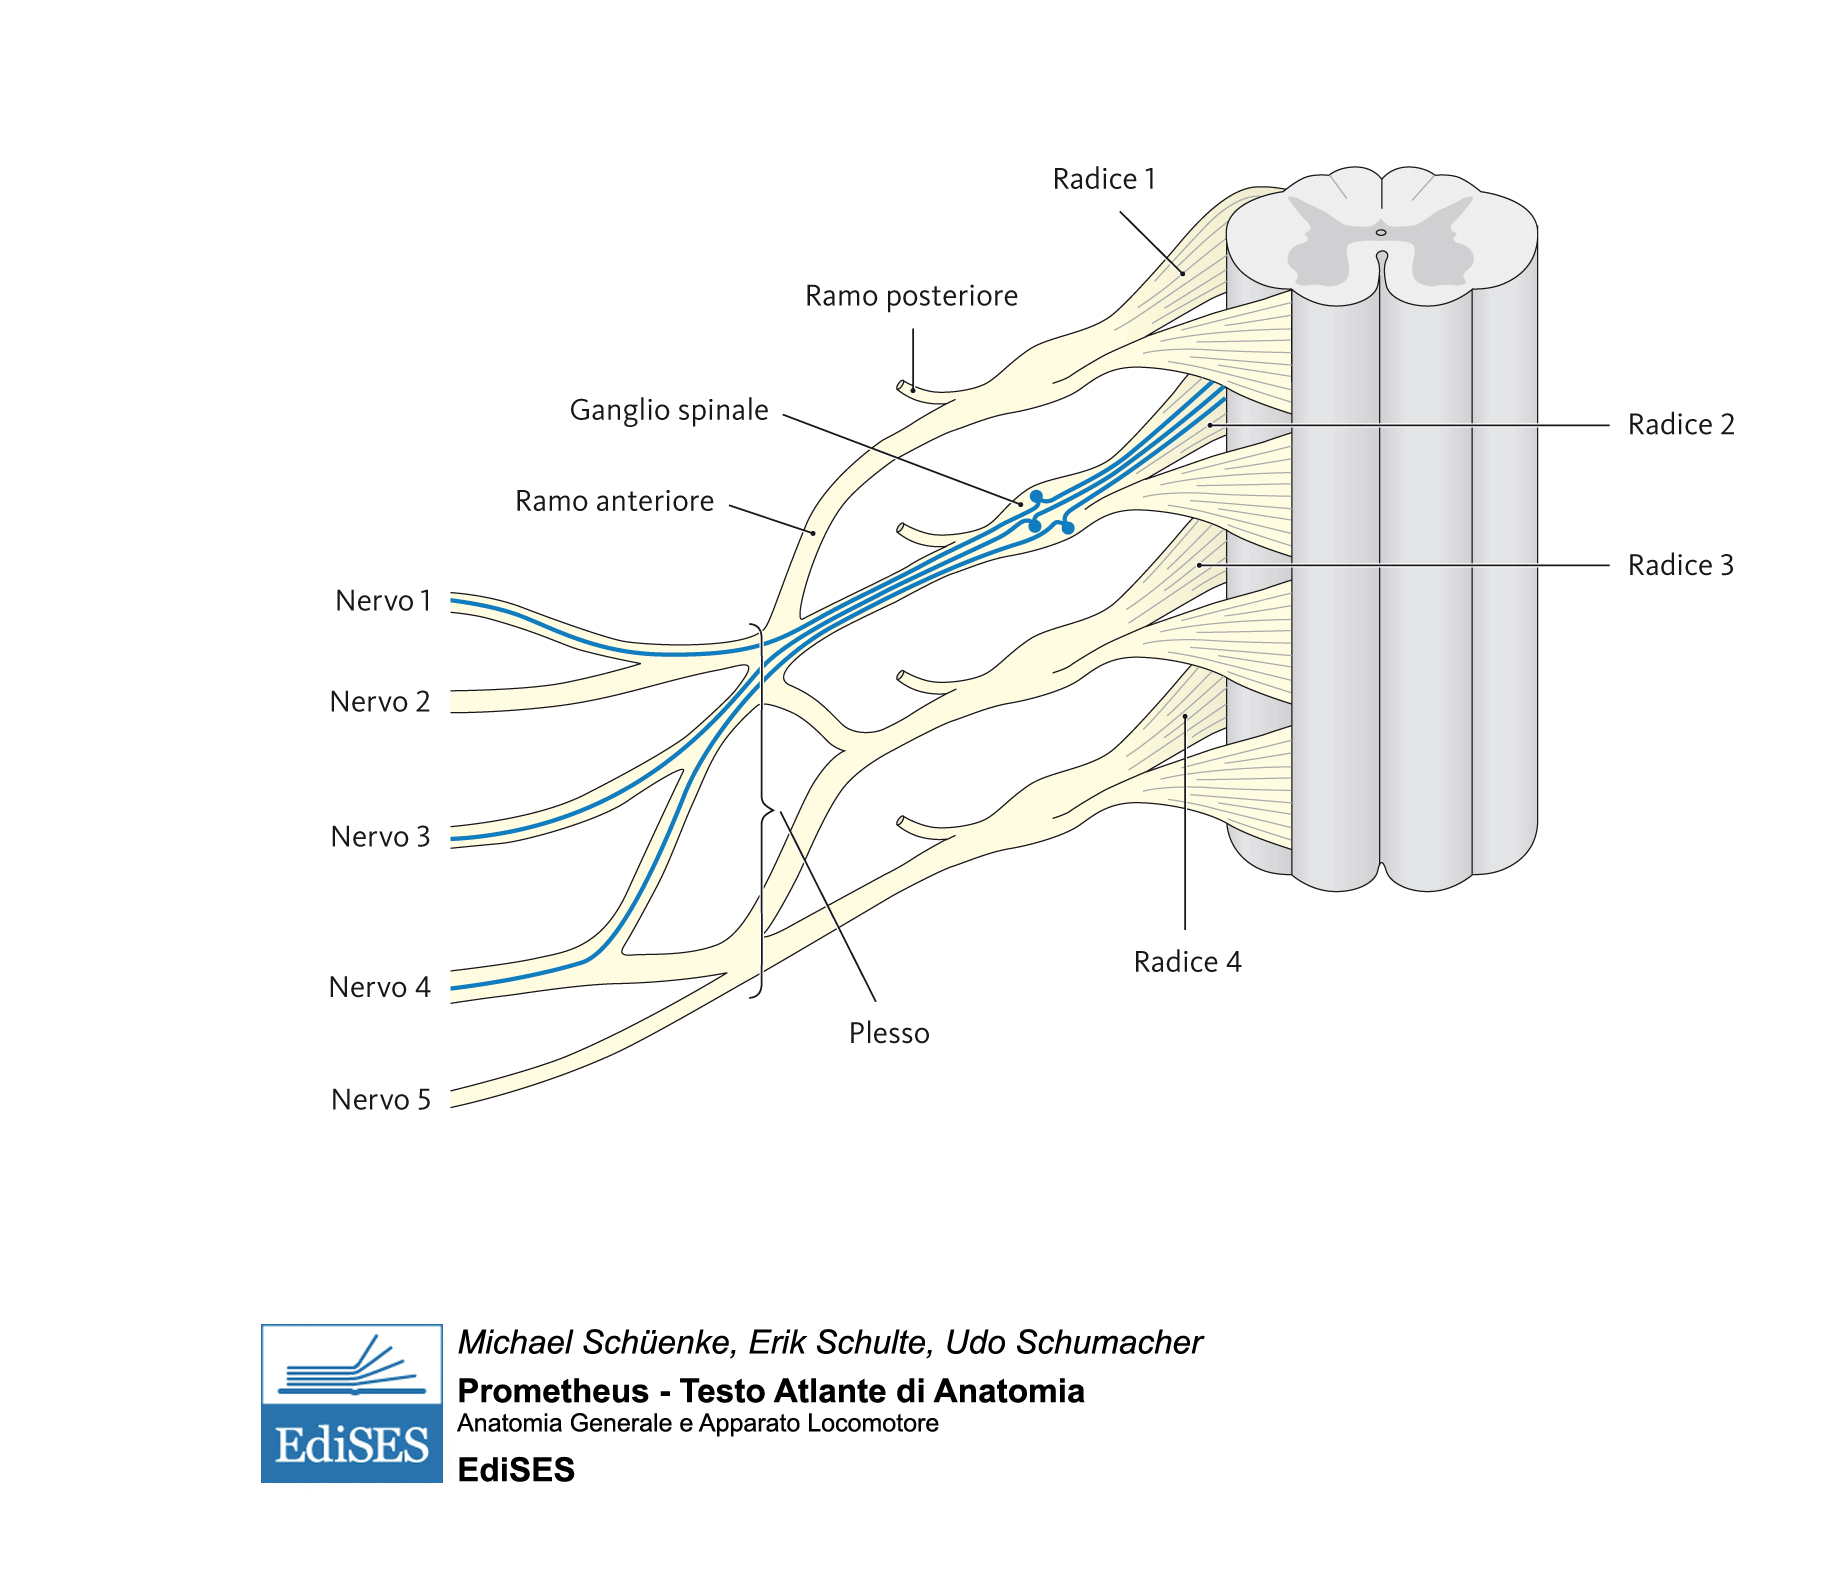 Radice 1
Ramo posteriore
Ganglio spinale
Radice 2
Ramo anteriore
Radice 3
Nervo 1
Nervo 2
Nervo 3
Radice 4
Nervo 4
Plesso
Nervo 5
Michael Schüenke, Erik Schulte, Udo Schumacher
Prometheus - Testo Atlante di Anatomia
Anatomia Generale e Apparato Locomotore
EdiSES
EdiSES